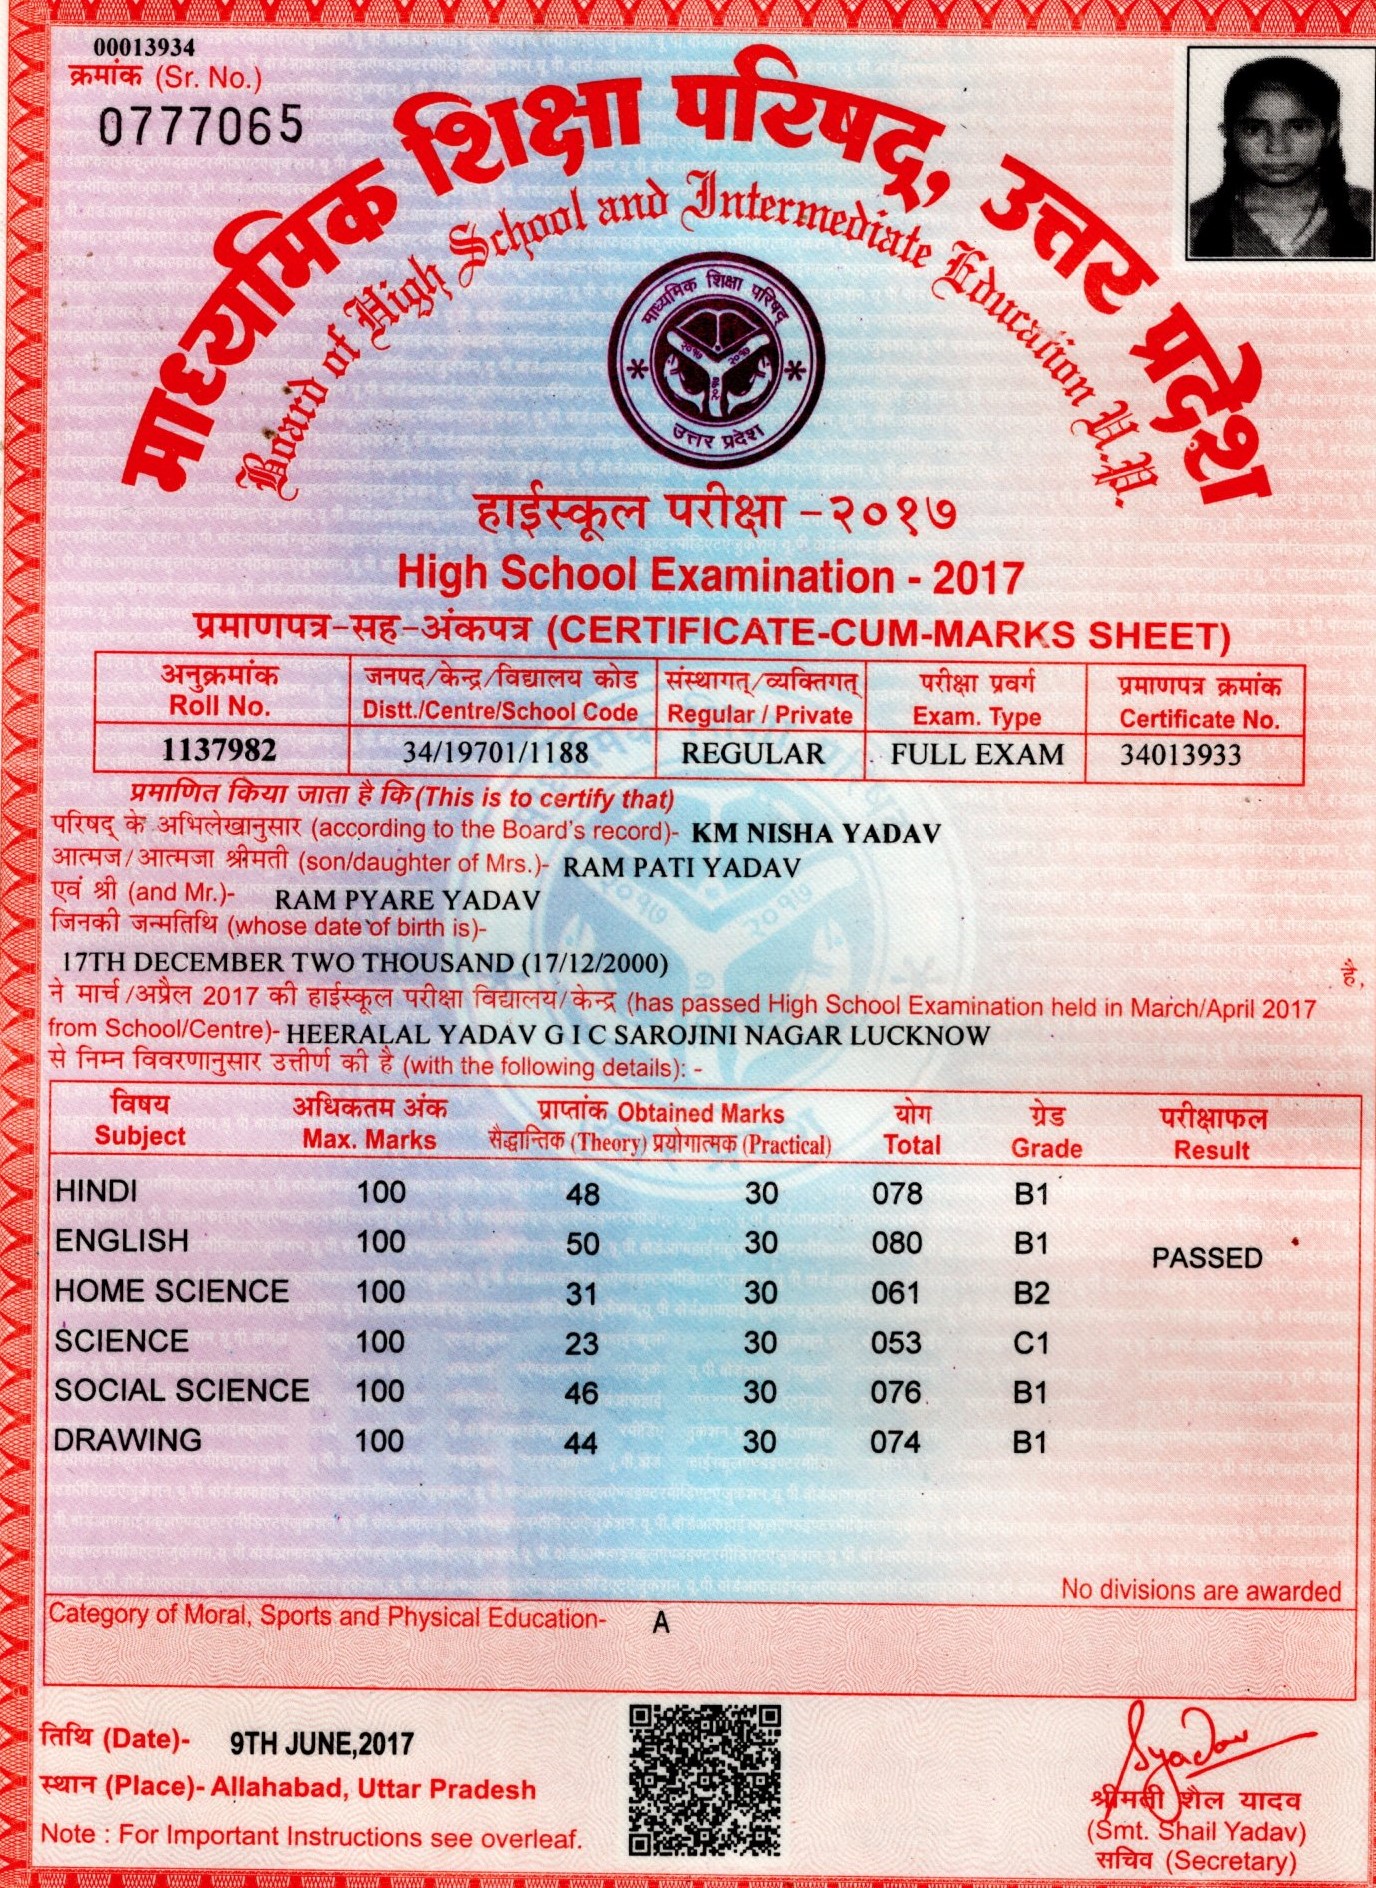 00013934
क्रमांक (Sr. No.)
0777065
माध्यमिक शिक्षा परिषद्, उत्तर प्रदेश
Board of High School and Intermediate Education U.P.
माध्यमिक शिक्षा परिषद्
२०१७ २०१७
२०१७
उत्तर प्रदेश
हाईस्कूल परीक्षा -२०१७
High School Examination - 2017
प्रमाणपत्र-सह-अंकपत्र (CERTIFICATE-CUM-MARKS SHEET)
अनुक्रमांक जनपद/केन्द्र/विद्यालय कोड संस्थागत्/व्यक्तिगत् परीक्षा प्रवर्ग प्रमाणपत्र क्रमांक
Roll No. Distt./Centre/School Code Regular / Private Exam. Type Certificate No.
1137982 34/19701/1188 REGULAR FULL EXAM 34013933
प्रमाणित किया जाता है कि (This is to certify that)
परिषद् के अभिलेखानुसार (according to the Board's record)- KM NISHA YADAV
आत्मज/आत्मजा श्रीमती (son/daughter of Mrs.)- RAM PATI YADAV
एवं श्री (and Mr.)- RAM PYARE YADAV
जिनकी जन्मतिथि (whose date of birth is)-
17TH DECEMBER TWO THOUSAND (17/12/2000) है,
ने मार्च/अप्रैल 2017 की हाईस्कूल परीक्षा विद्यालय/केन्द्र (has passed High School Examination held in March/April 2017
from School/Centre)- HEERALAL YADAV G I C SAROJINI NAGAR LUCKNOW
से निम्न विवरणानुसार उत्तीर्ण की है (with the following details): -
विषय अधिकतम अंक प्राप्तांक Obtained Marks योग ग्रेड परीक्षाफल
Subject Max. Marks सैद्धान्तिक (Theory) प्रयोगात्मक (Practical) Total Grade Result
HINDI 100 48 30 078 B1
ENGLISH 100 50 30 080 B1 PASSED
HOME SCIENCE 100 31 30 061 B2
SCIENCE 100 23 30 053 C1
SOCIAL SCIENCE 100 46 30 076 B1
DRAWING 100 44 30 074 B1
No divisions are awarded
Category of Moral, Sports and Physical Education- A
तिथि (Date)- 9TH JUNE,2017
स्थान (Place)- Allahabad, Uttar Pradesh
Note : For Important Instructions see overleaf.
Syadav
श्रीमती शैल यादव
(Smt. Shail Yadav)
सचिव (Secretary)